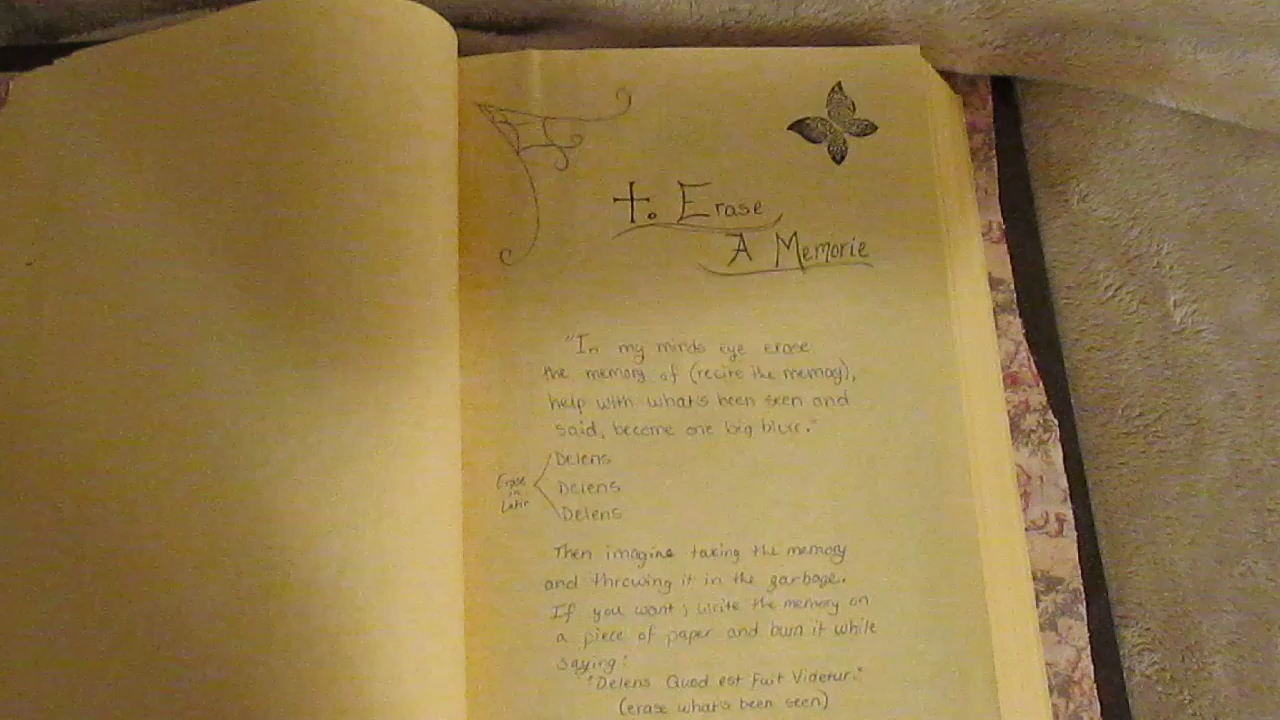 To Erase
A Memorie
"In my minds eye erase
the memory of (recite the memory),
help with what's been seen and
said, become one big blure."
Delens
Delens
Delens
Erase
in
Latin
Then imagine taking the memory
and throwing it in the garbage.
If you want, write the memory on
a piece of paper and burn it while
saying:
"Delens Quod est Fuit Videtur."
(erase what's been seen)